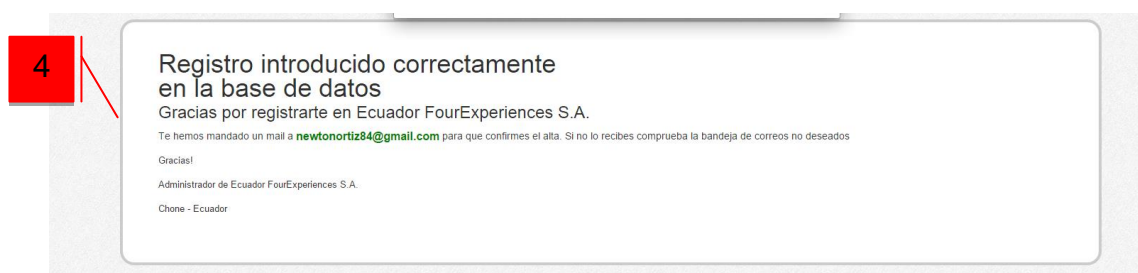 4
Registro introducido correctamente
en la base de datos
Gracias por registrarte en Ecuador FourExperiences S.A.
Te hemos mandado un mail a newtonortiz84@gmail.com para que confirmes el alta. Si no lo recibes comprueba la bandeja de correos no deseados
Gracias!
Administrador de Ecuador FourExperiences S.A.
Chone - Ecuador